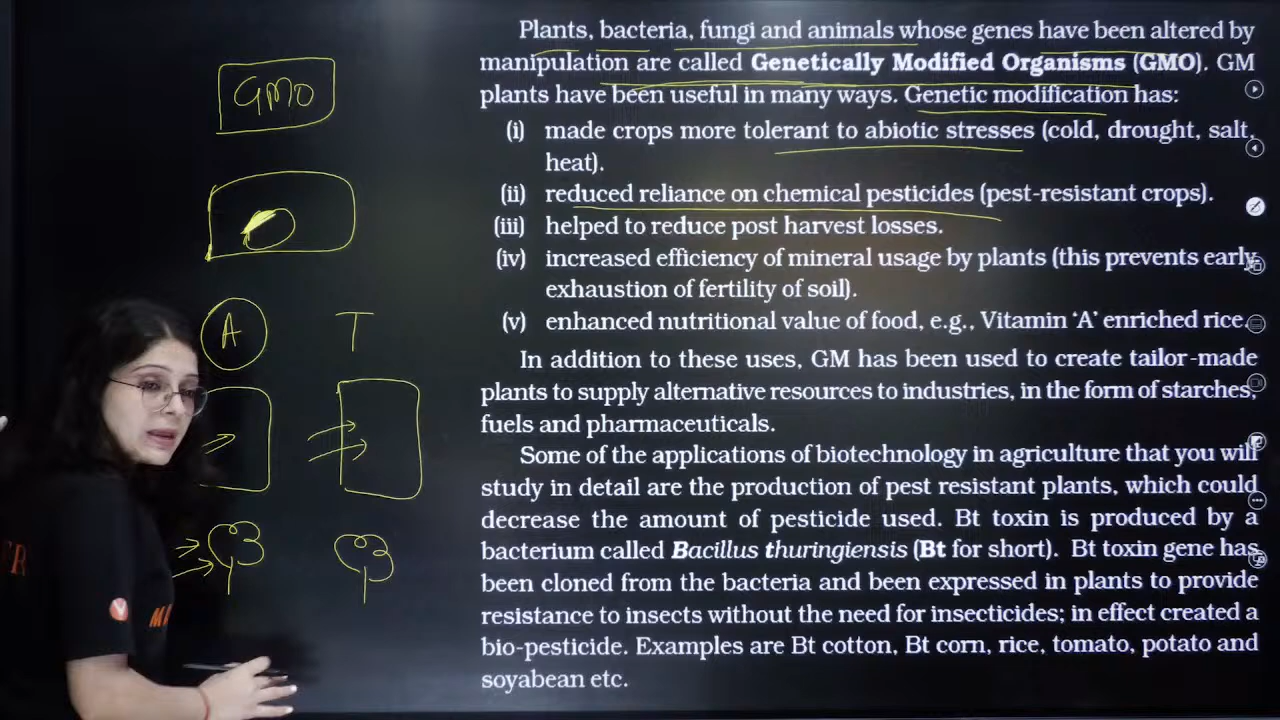 GMO
A T
Plants, bacteria, fungi and animals whose genes have been altered by
manipulation are called Genetically Modified Organisms (GMO). GM
plants have been useful in many ways. Genetic modification has:
(i) made crops more tolerant to abiotic stresses (cold, drought, salt,
heat).
(ii) reduced reliance on chemical pesticides (pest-resistant crops).
(iii) helped to reduce post harvest losses.
(iv) increased efficiency of mineral usage by plants (this prevents early
exhaustion of fertility of soil).
(v) enhanced nutritional value of food, e.g., Vitamin ‘A’ enriched rice.
In addition to these uses, GM has been used to create tailor-made
plants to supply alternative resources to industries, in the form of starches,
fuels and pharmaceuticals.
Some of the applications of biotechnology in agriculture that you will
study in detail are the production of pest resistant plants, which could
decrease the amount of pesticide used. Bt toxin is produced by a
bacterium called Bacillus thuringiensis (Bt for short). Bt toxin gene has
been cloned from the bacteria and been expressed in plants to provide
resistance to insects without the need for insecticides; in effect created a
bio-pesticide. Examples are Bt cotton, Bt corn, rice, tomato, potato and
soyabean etc.